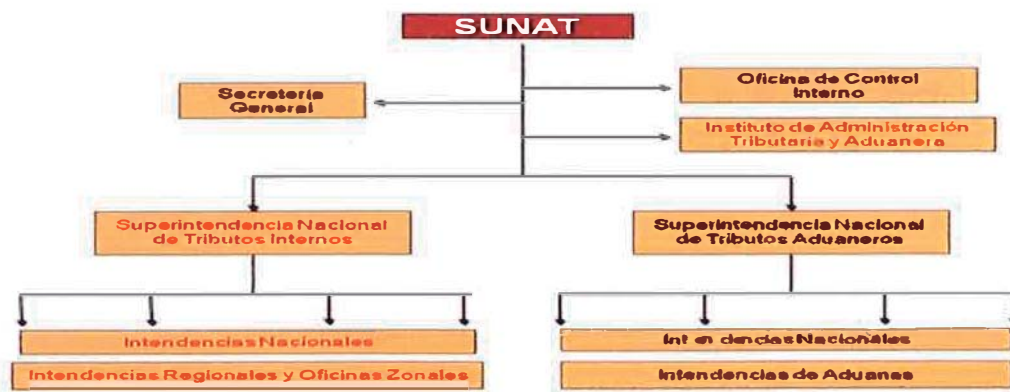 SUNAT
Secretaría
General
Oficina de Control
Interno
Instituto de Administración
Tributaria y Aduanera
Superintendencia Nacional
de Tributos Internos
Superintendencia Nacional
de Tributos Aduaneros
Intendencias Nacionales
Intendencias Regionales y Oficinas Zonales
Intendencias Nacionales
Intendencias de Aduanas